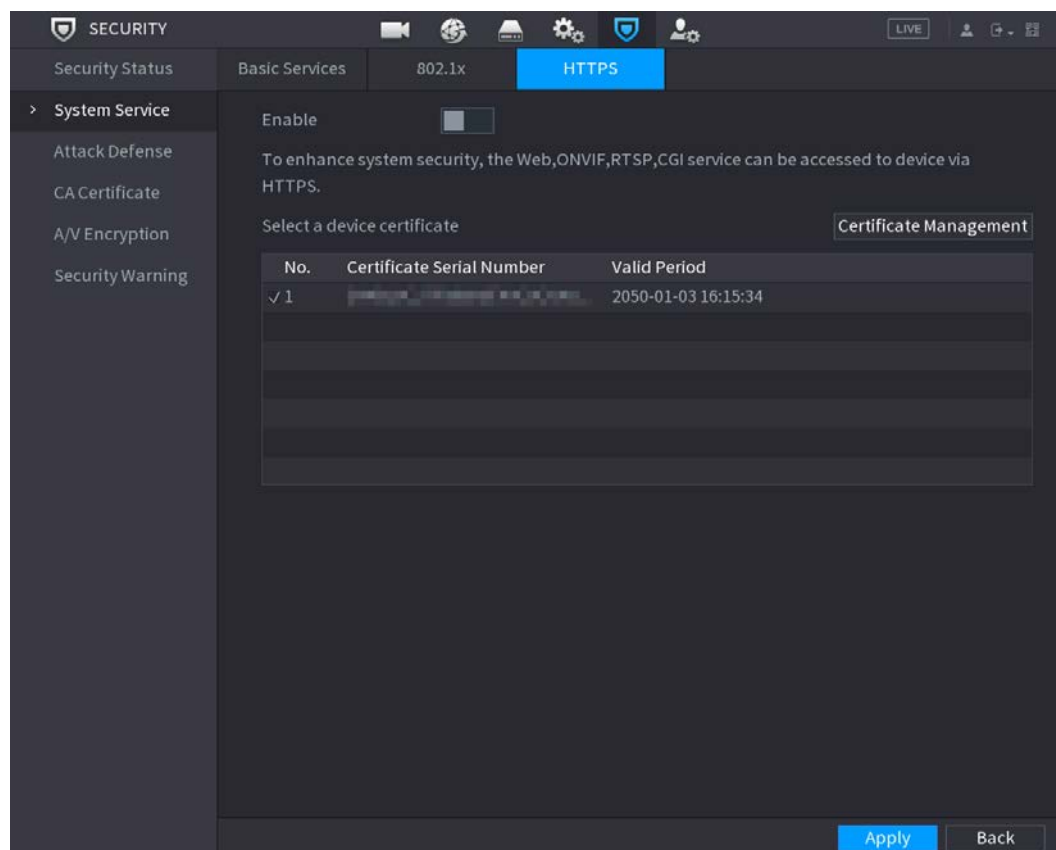 SECURITY
LIVE
Security Status
Basic Services
802.1x
HTTPS
> System Service
Enable
Attack Defense
To enhance system security, the Web,ONVIF,RTSP,CGI service can be accessed to device via
HTTPS.
CA Certificate
Select a device certificate
Certificate Management
A/V Encryption
No. Certificate Serial Number Valid Period
Security Warning
1 2050-01-03 16:15:34
Apply
Back